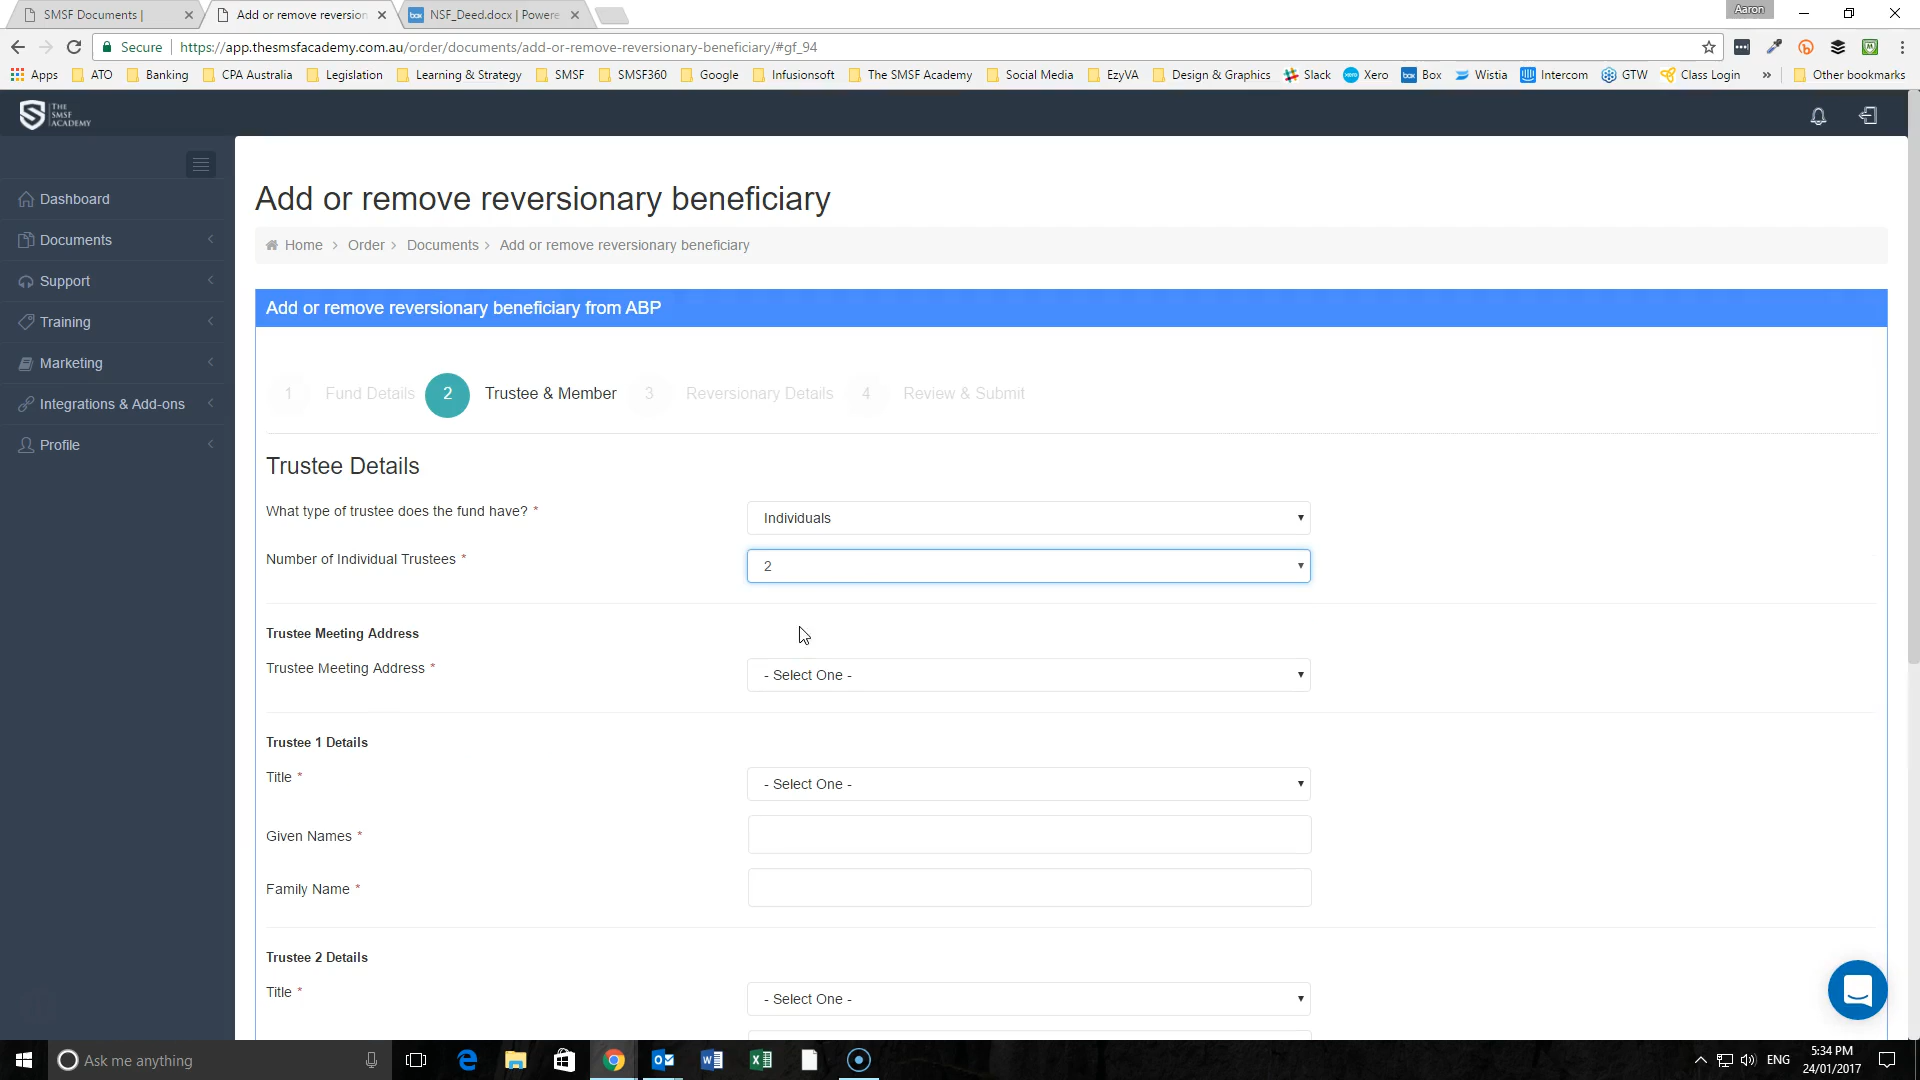 SMSF Documents |
Add or remove reversion
NSF_Deed.docx | Powere
Aaron
Secure
https://app.thesmsfacademy.com.au/order/documents/add-or-remove-reversionary-beneficiary/#gf_94
Apps
ATO
Banking
CPA Australia
Legislation
Learning & Strategy
SMSF
SMSF360
Google
Infusionsoft
The SMSF Academy
Social Media
EzyVA
Design & Graphics
Slack
Xero
Box
Wistia
Intercom
GTW
Class Login
»
Other bookmarks
THE
SMSF
ACADEMY
Dashboard
Documents
Support
Training
Marketing
Integrations & Add-ons
Profile
Add or remove reversionary beneficiary
Home > Order > Documents > Add or remove reversionary beneficiary
Add or remove reversionary beneficiary from ABP
1 Fund Details 2 Trustee & Member 3 Reversionary Details 4 Review & Submit
Trustee Details
What type of trustee does the fund have? *
Individuals
Number of Individual Trustees *
2
Trustee Meeting Address
Trustee Meeting Address *
- Select One -
Trustee 1 Details
Title *
- Select One -
Given Names *
Family Name *
Trustee 2 Details
Title *
- Select One -
Ask me anything
ENG
5:34 PM
24/01/2017